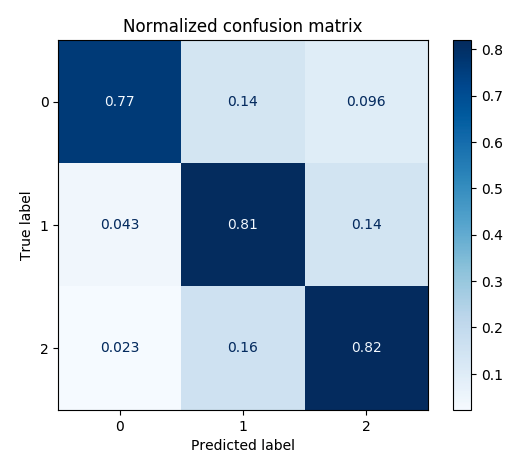 Normalized confusion matrix
0 0.77 0.14 0.096
1 0.043 0.81 0.14
2 0.023 0.16 0.82
0 1 2
True label
Predicted label
0.8
0.7
0.6
0.5
0.4
0.3
0.2
0.1